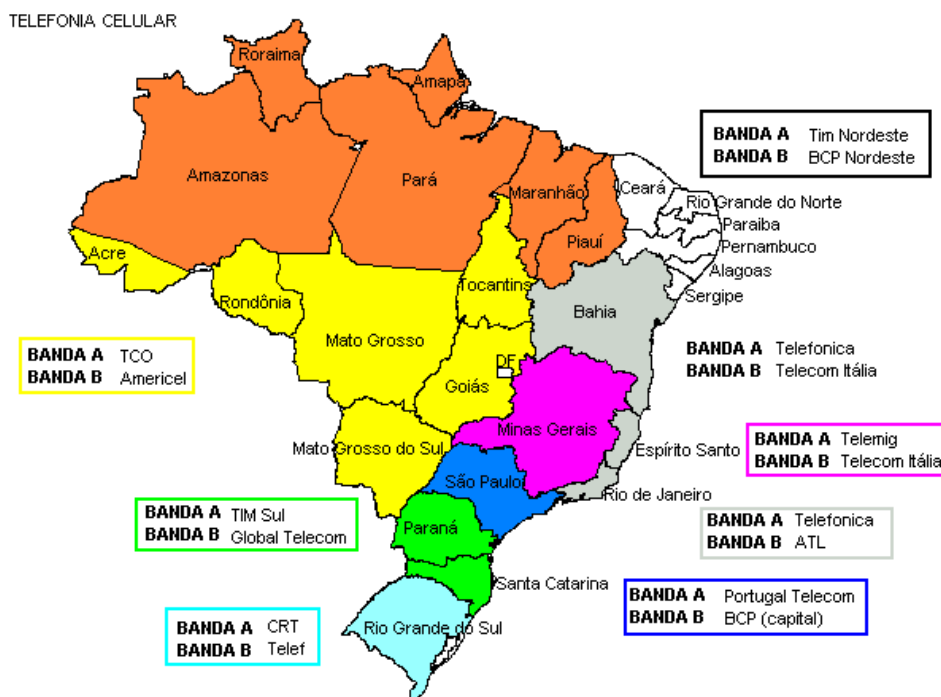 TELEFONIA CELULAR
Roraima
Amapá
Amazonas
Pará
Maranhão
Ceará
Rio Grande do Norte
Paraiba
Piauí
Pernambuco
Acre
Alagoas
Tocantins
Sergipe
Rondônia
Bahia
Mato Grosso
DF
Goiás
Minas Gerais
Mato Grosso do Sul
Espírito Santo
São Paulo
Rio de Janeiro
Paraná
Santa Catarina
Rio Grande do Sul
BANDA A Tim Nordeste
BANDA B BCP Nordeste
BANDA A TCO
BANDA B Americel
BANDA A Telefonica
BANDA B Telecom Itália
BANDA A Telemig
BANDA B Telecom Itália
BANDA A TIM Sul
BANDA B Global Telecom
BANDA A Telefonica
BANDA B ATL
BANDA A Portugal Telecom
BANDA B BCP (capital)
BANDA A CRT
BANDA B Telef